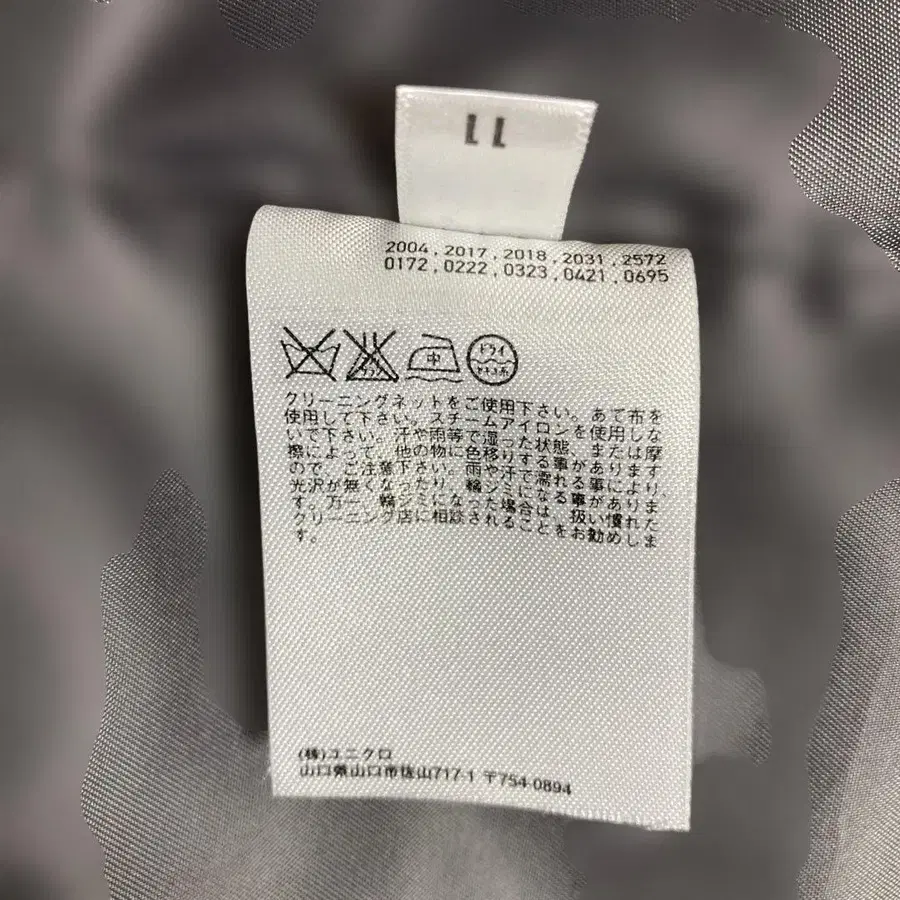 11
2004,2017,2018,2031,2572
0172,0222,0323,0421,0695
中
ドライ
セキユ系
クリーニングネットをご使用下さい。あて布を
使用して下さい。スチームアイロンを使用しな
いで下さい。汗や雨等で湿った状態、または摩
擦によって、他の物に色移りする事があります
ので、ご注意下さい。雨や汗で濡れる事により、
光沢が無くなったり、輪ジミになる事がありま
す。万一、輪ジミになった場合は、扱い慣れた
クリーニング店に相談されることをお勧めしま
す。
(株)ユニクロ
山口県山口市佐山717-1 〒754-0894